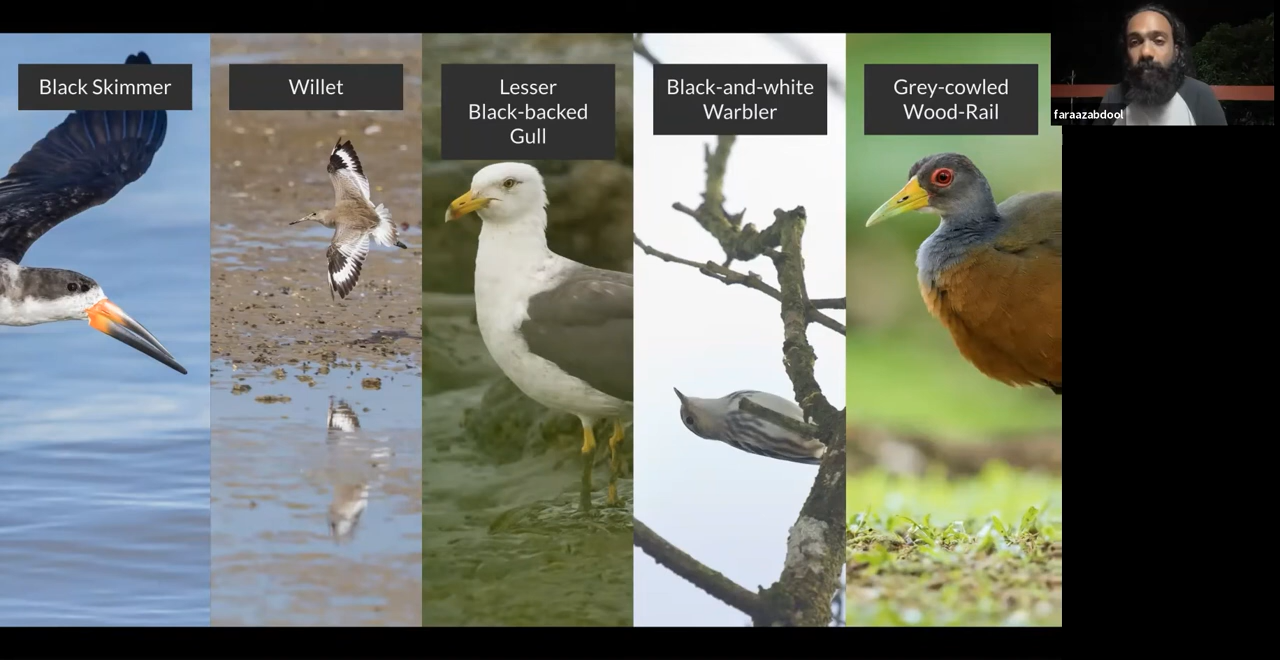 Black Skimmer
Willet
Lesser
Black-backed
Gull
Black-and-white
Warbler
Grey-cowled
Wood-Rail
faraazabdool